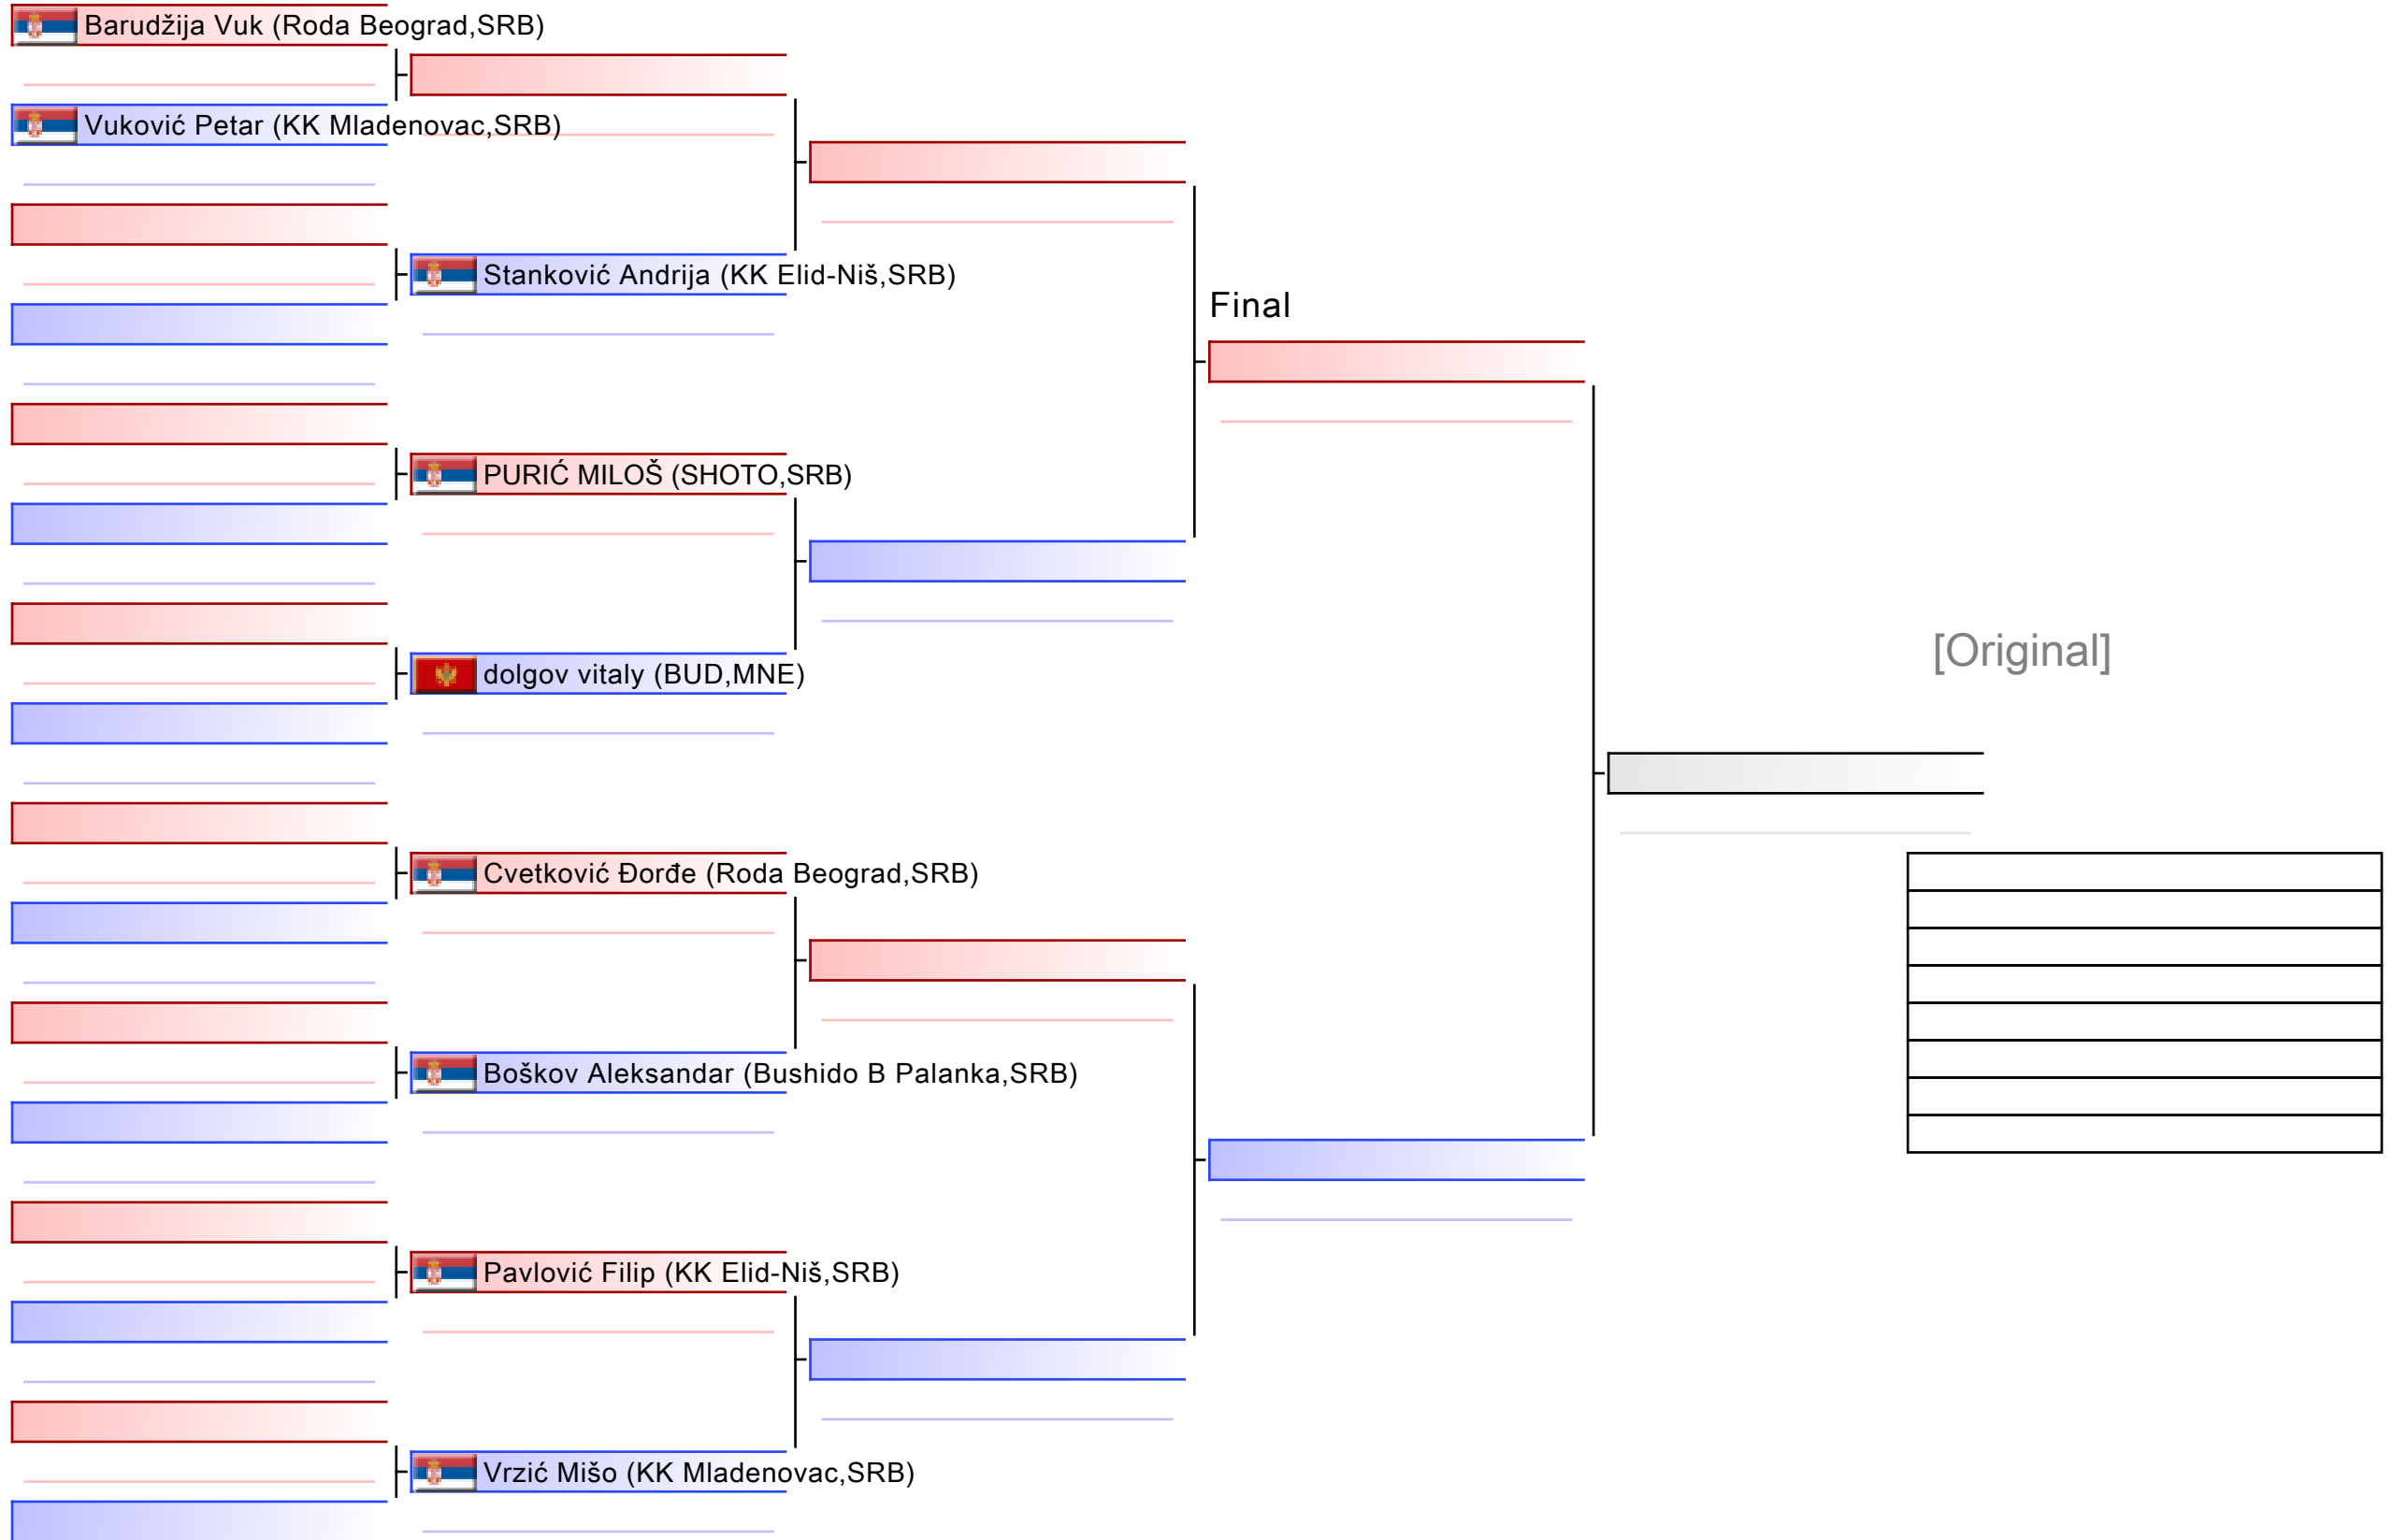 Barudžija Vuk (Roda Beograd,SRB)
Vuković Petar (KK Mladenovac,SRB)
Stanković Andrija (KK Elid-Niš,SRB)
Final
PURIĆ MILOŠ (SHOTO,SRB)
[Original]
dolgov vitaly (BUD,MNE)
Cvetković Đorđe (Roda Beograd,SRB)
Boškov Aleksandar (Bushido B Palanka,SRB)
Pavlović Filip (KK Elid-Niš,SRB)
Vrzić Mišo (KK Mladenovac,SRB)